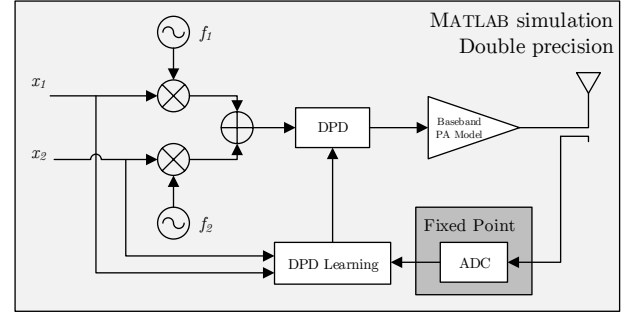 MATLAB simulation
Double precision
f1
x1
DPD
Baseband
PA Model
x2
f2
Fixed Point
DPD Learning
ADC